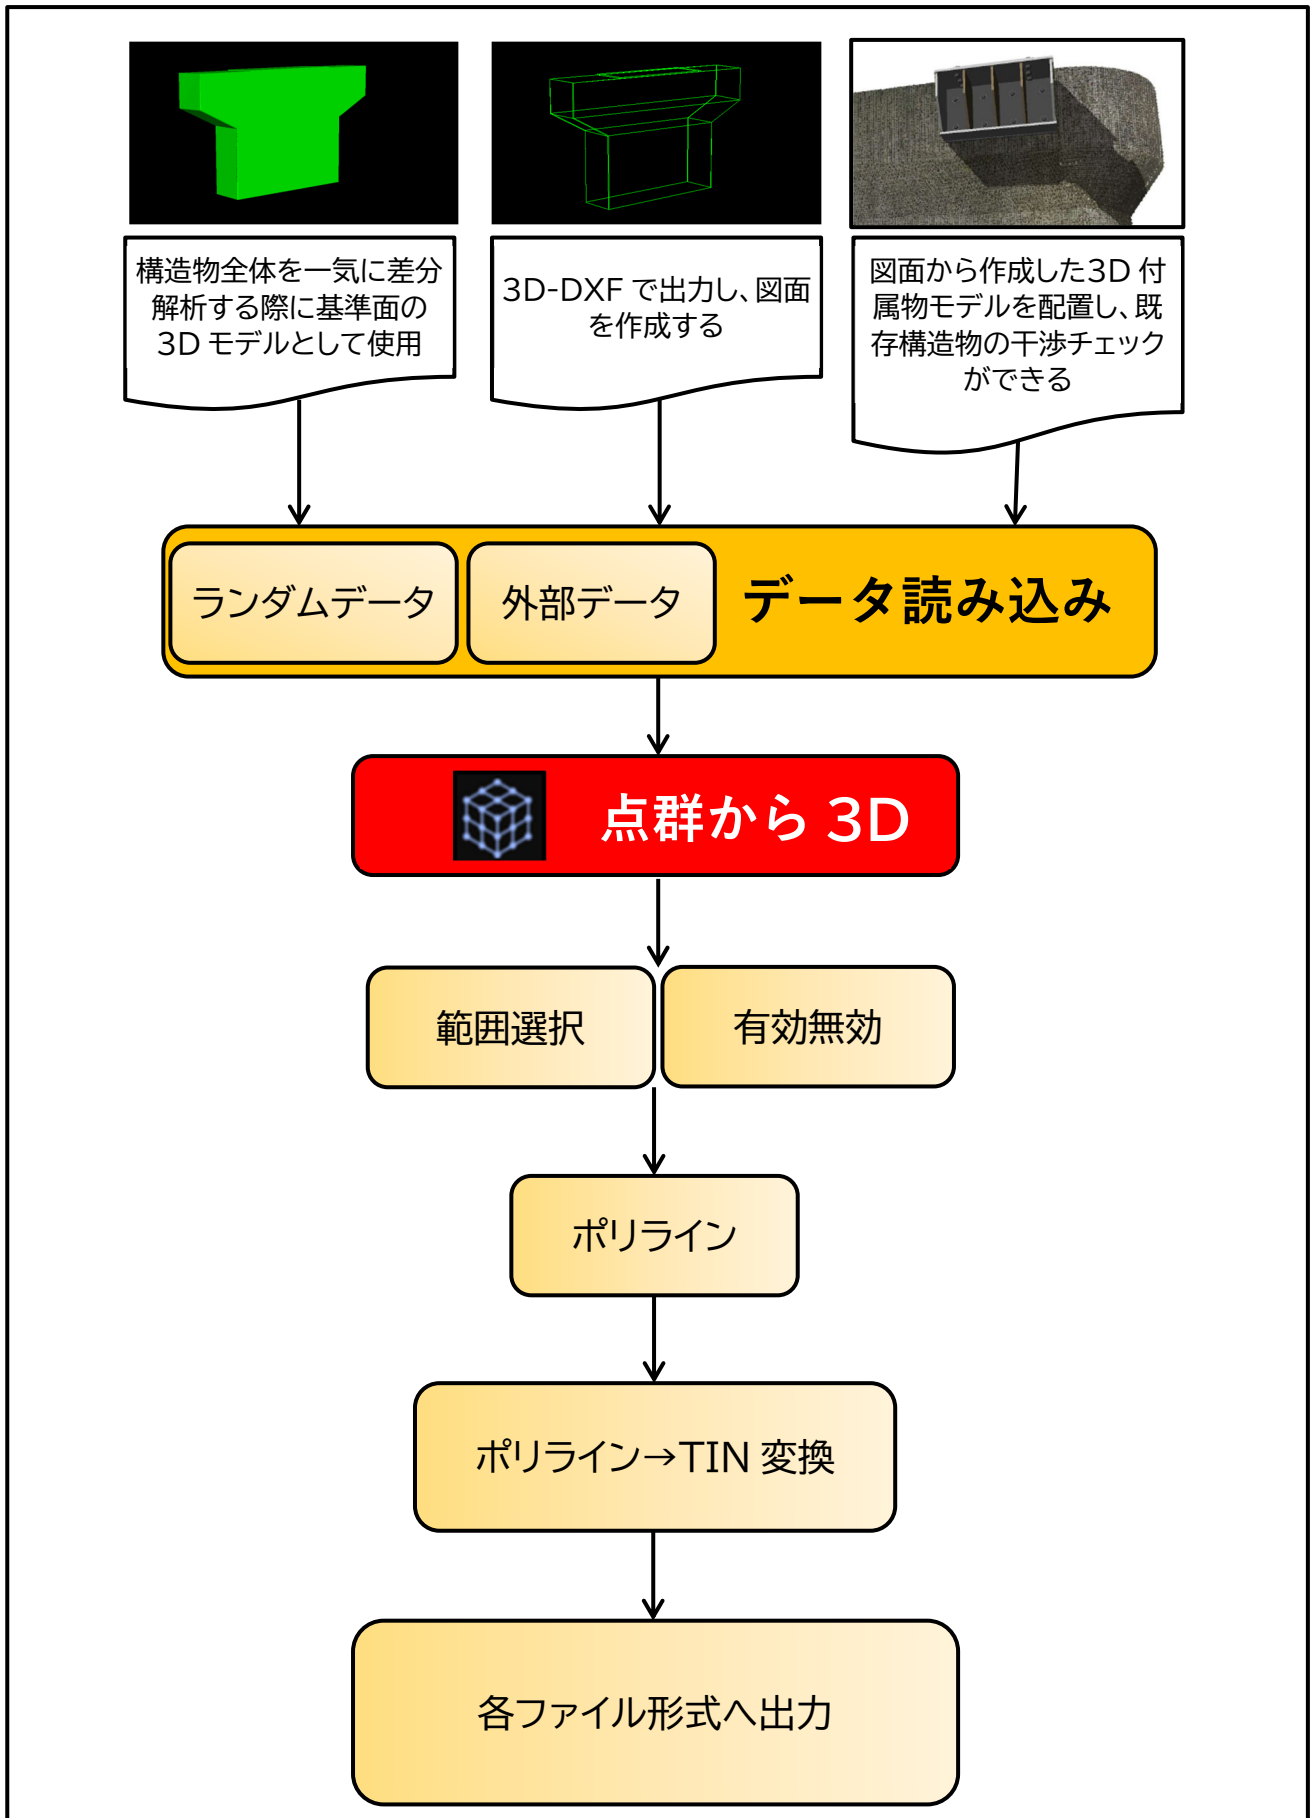 構造物全体を一気に差分
解析する際に基準面の
3Dモデルとして使用
3D-DXFで出力し、図面
を作成する
図面から作成した3D付
属物モデルを配置し、既
存構造物の干渉チェック
ができる
ランダムデータ
外部データ
データ読み込み
点群から 3D
範囲選択
有効無効
ポリライン
ポリライン→TIN 変換
各ファイル形式へ出力